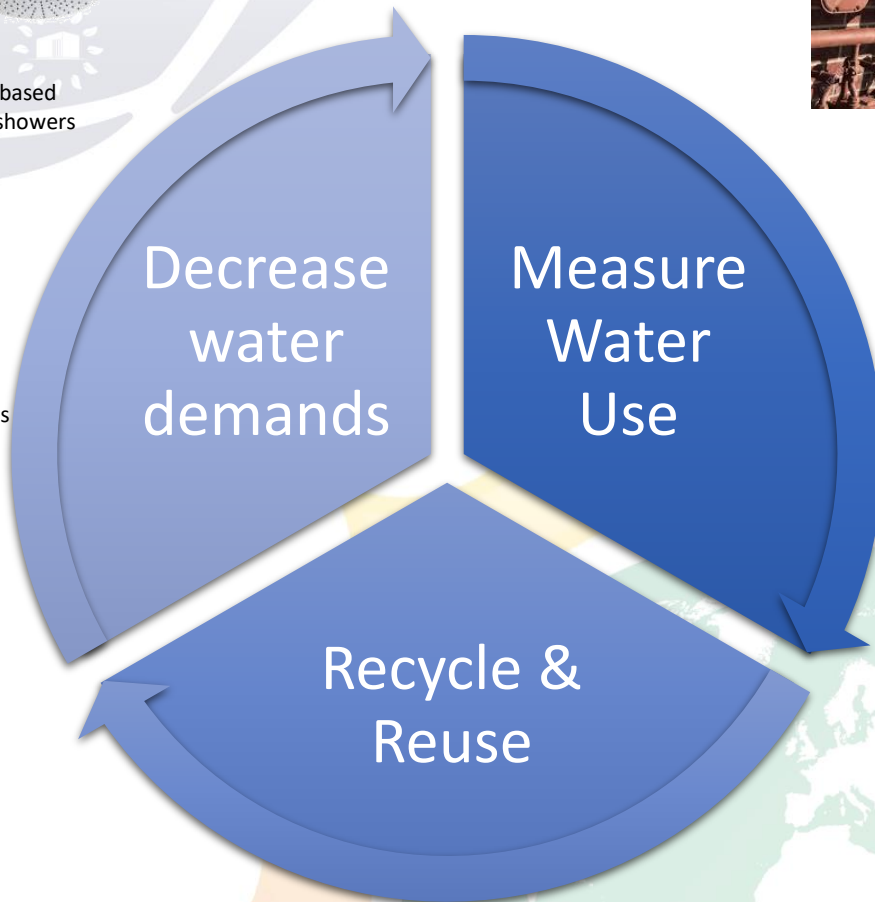 based
showers
s
Decrease
water
demands
Measure
Water
Use
Recycle &
Reuse